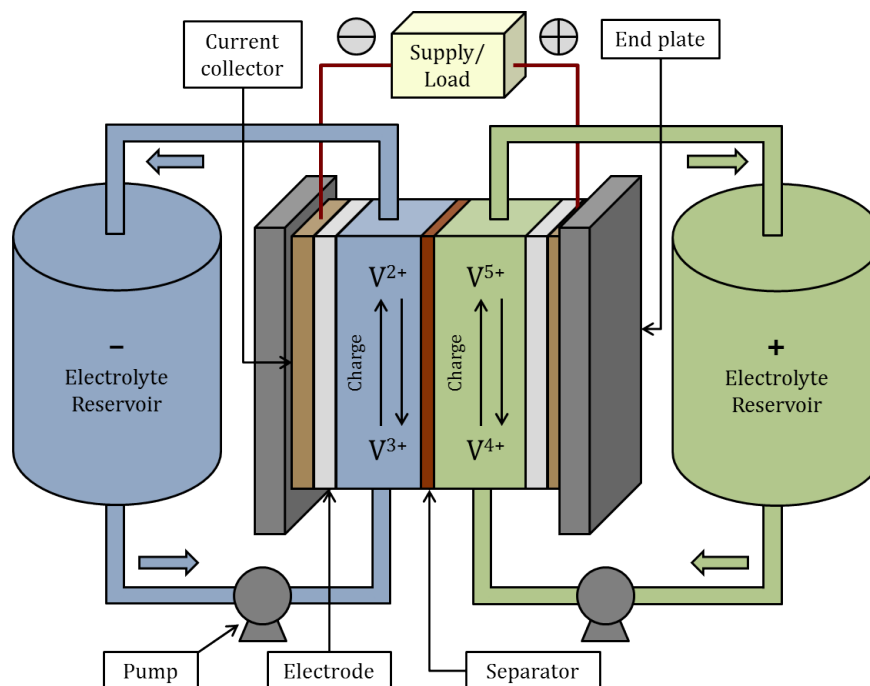 Current
collector
−
Supply/
Load
+
End plate
V²⁺
V⁵⁺
Charge
Charge
V³⁺
V⁴⁺
−
Electrolyte
Reservoir
+
Electrolyte
Reservoir
Pump
Electrode
Separator